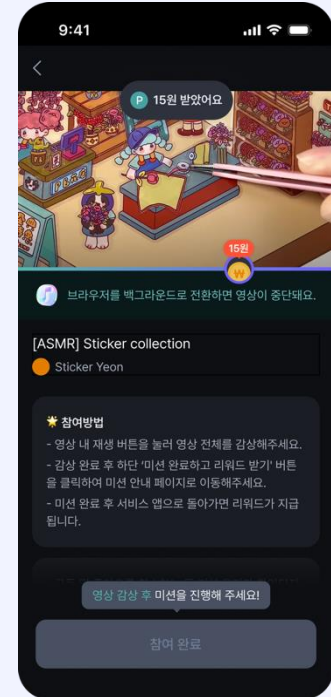 9:41
P 15원 받았어요
15원
₩
브라우저를 백그라운드로 전환하면 영상이 중단돼요.
[ASMR] Sticker collection
Sticker Yeon
참여방법
- 영상 내 재생 버튼을 눌러 영상 전체를 감상해주세요.
- 감상 완료 후 하단 ‘미션 완료하고 리워드 받기’ 버튼
을 클릭하여 미션 안내 페이지로 이동해주세요.
- 미션 완료 후 서비스 앱으로 돌아가면 리워드가 지급
됩니다.
영상 감상 후 미션을 진행해 주세요!
참여 완료